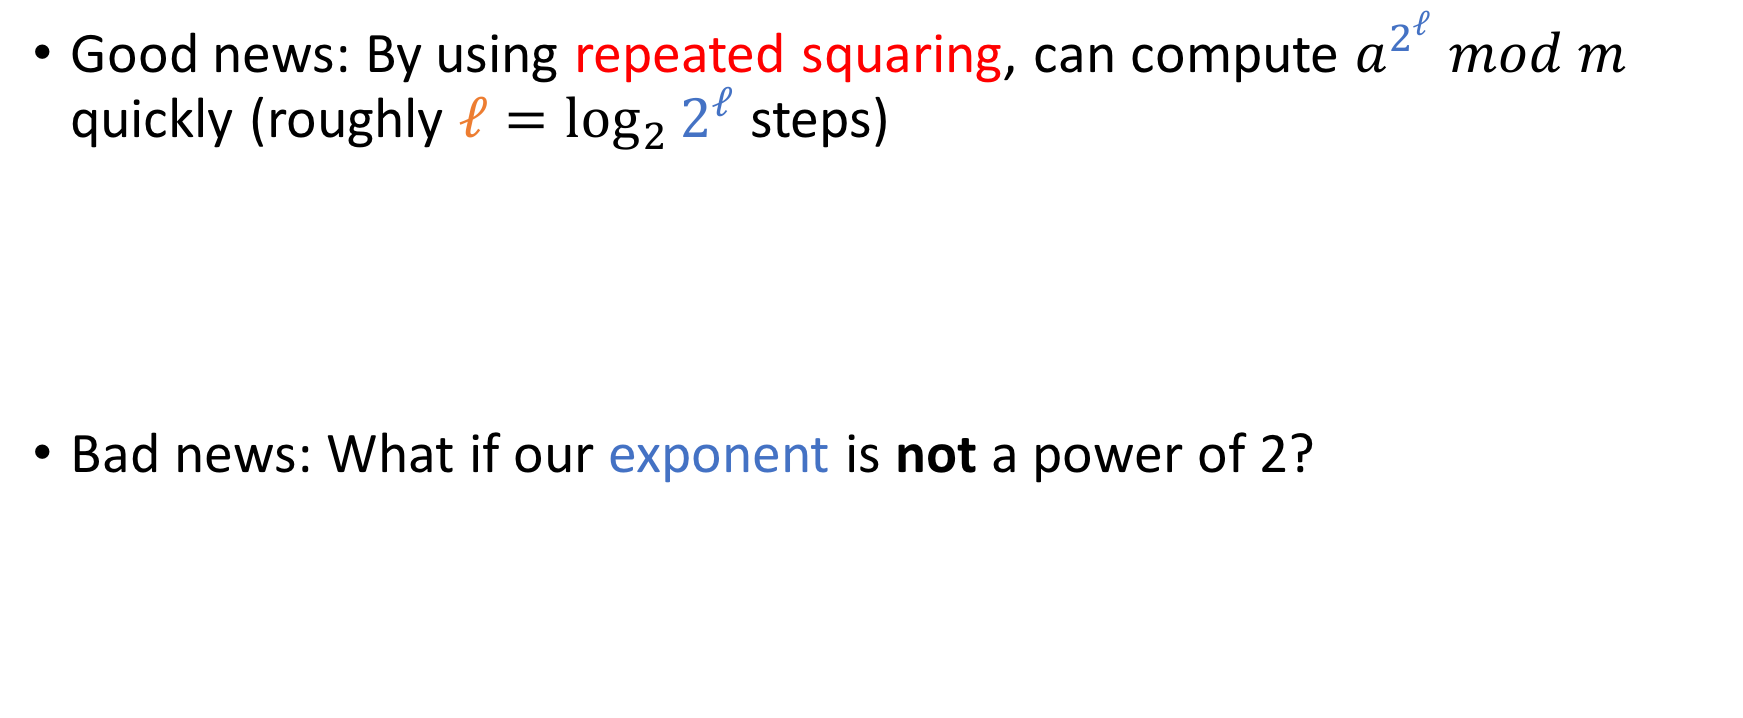 • Good news: By using repeated squaring, can compute $a^{2^ℓ}$ mod m
quickly (roughly $ℓ = \log_2 2^ℓ$ steps)
• Bad news: What if our exponent is not a power of 2?